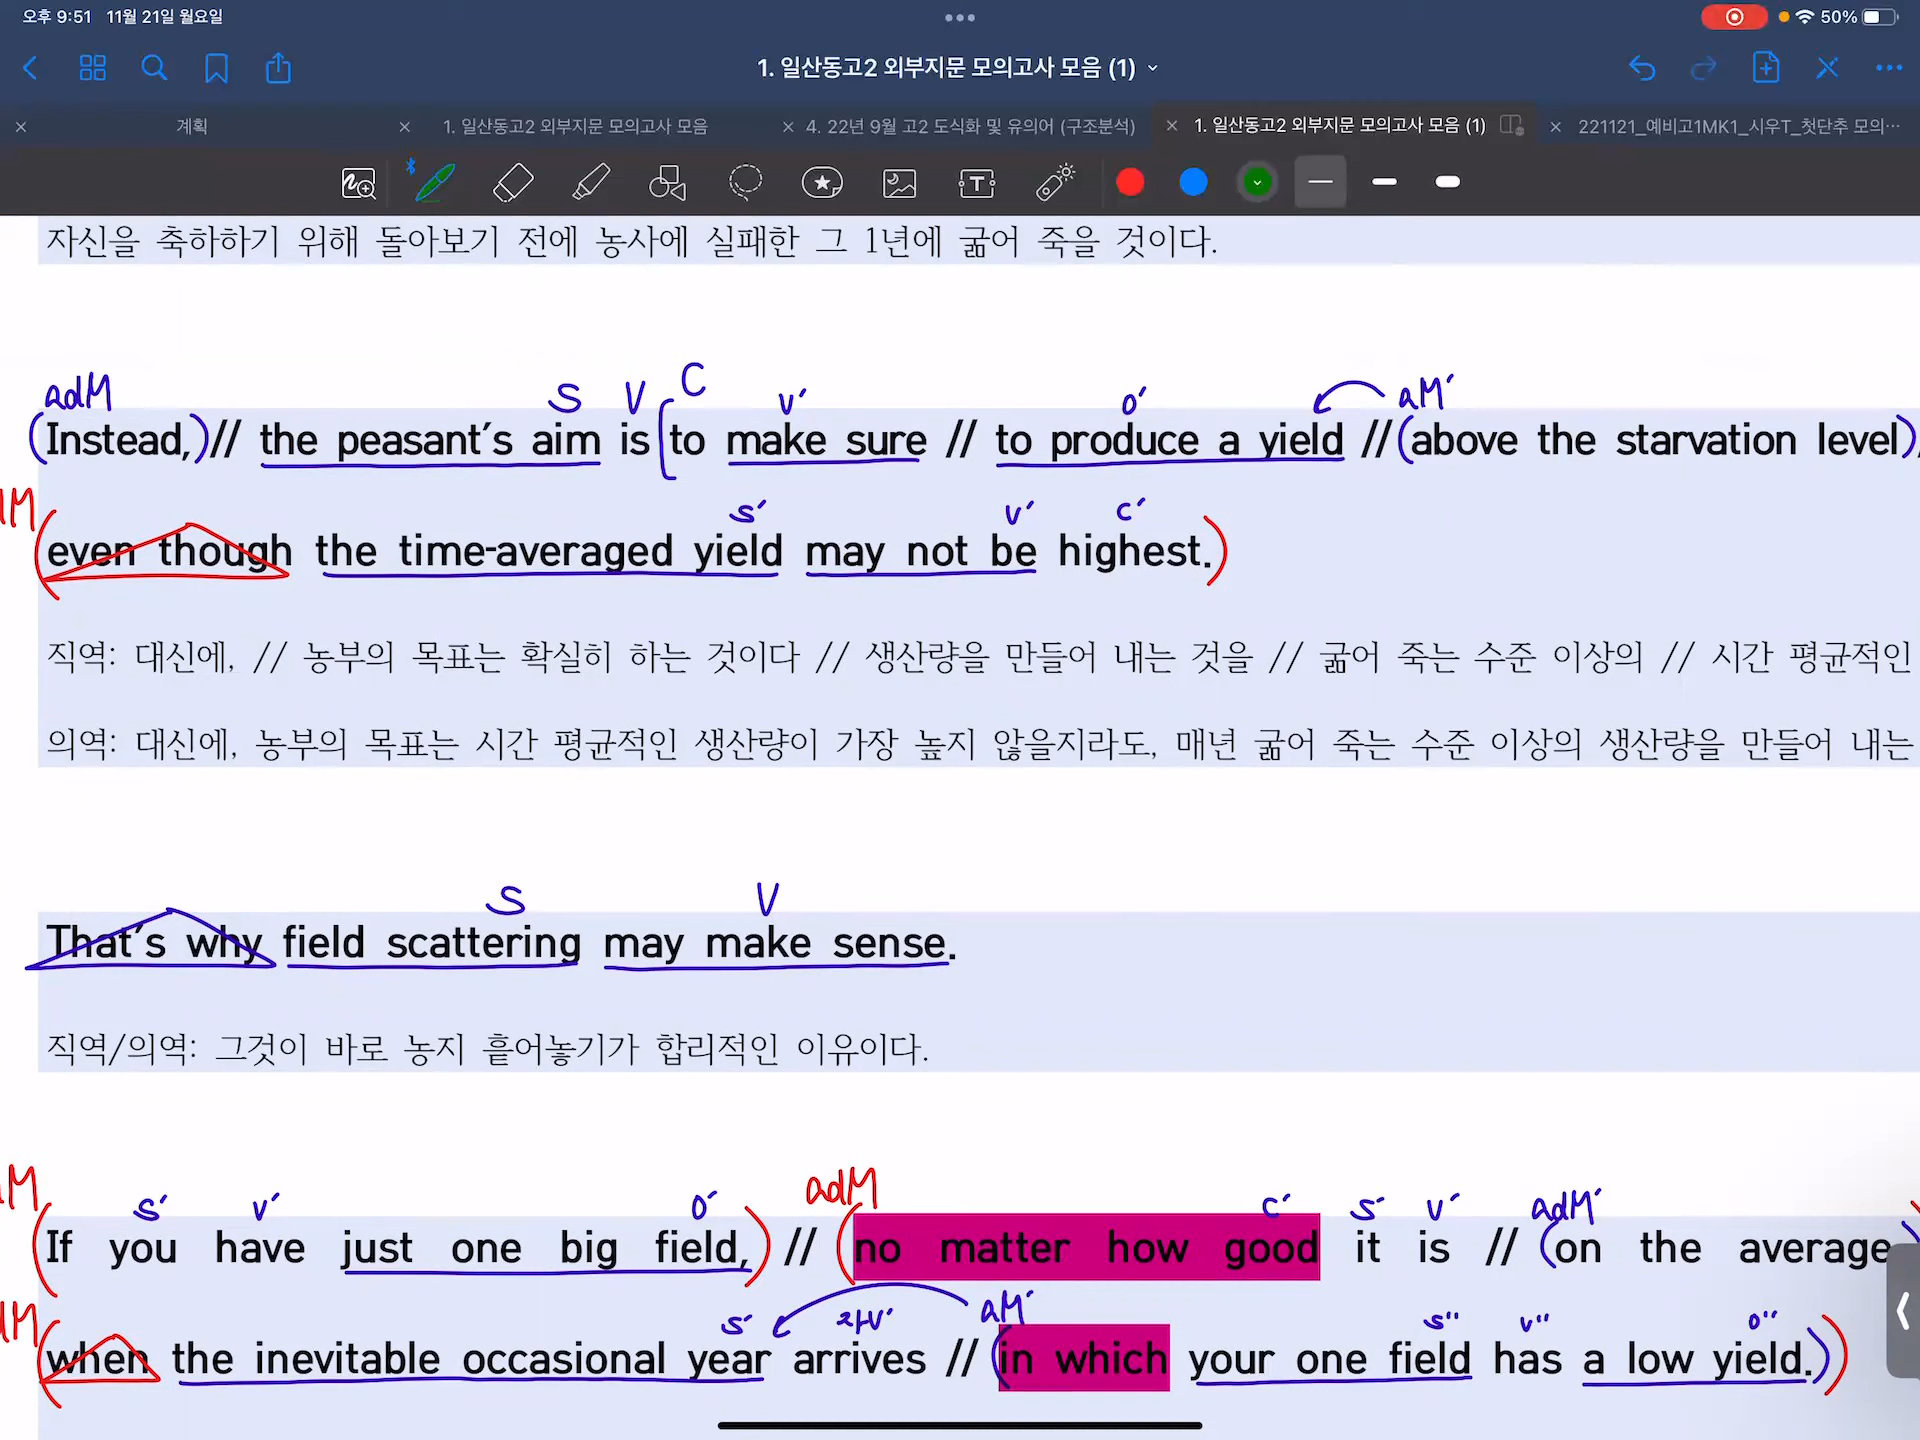 오후 9:51 11월 21일 월요일
50%
1. 일산동고2 외부지문 모의고사 모음 (1)
계획
1. 일산동고2 외부지문 모의고사 모음
4. 22년 9월 고2 도식화 및 유의어 (구조분석)
1. 일산동고2 외부지문 모의고사 모음 (1)
221121_예비고1MK1_시우T_첫단추 모의…
자신을 축하하기 위해 돌아보기 전에 농사에 실패한 그 1년에 굶어 죽을 것이다.
adM S V C v' o' aM'
(Instead,)// the peasant's aim is [to make sure // to produce a yield //(above the starvation level),
M s' v' c'
(even though the time-averaged yield may not be highest.)
직역: 대신에, // 농부의 목표는 확실히 하는 것이다 // 생산량을 만들어 내는 것을 // 굶어 죽는 수준 이상의 // 시간 평균적인
의역: 대신에, 농부의 목표는 시간 평균적인 생산량이 가장 높지 않을지라도, 매년 굶어 죽는 수준 이상의 생산량을 만들어 내는
S V
That's why field scattering may make sense.
직역/의역: 그것이 바로 농지 흩어놓기가 합리적인 이유이다.
M s' v' o' adM c' s' v' adM'
(If you have just one big field,) // (no matter how good it is // (on the average)
M s' 자v' aM' s'' v'' o''
(when the inevitable occasional year arrives // (in which your one field has a low yield.))